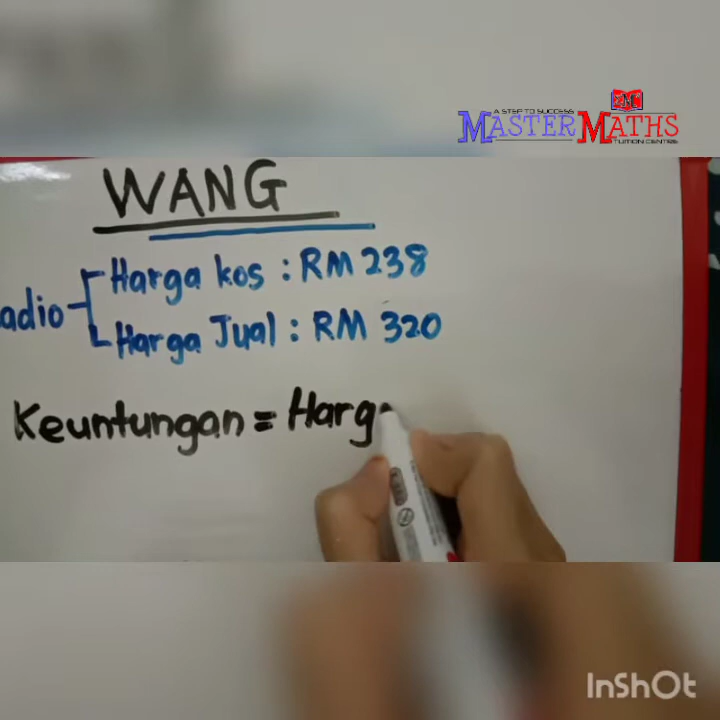 A STEP TO SUCCESS
MASTER MATHS
TUITION CENTRE
WANG
adio
Harga kos : RM 238
Harga Jual : RM 320
Keuntungan = Harga
InShOt